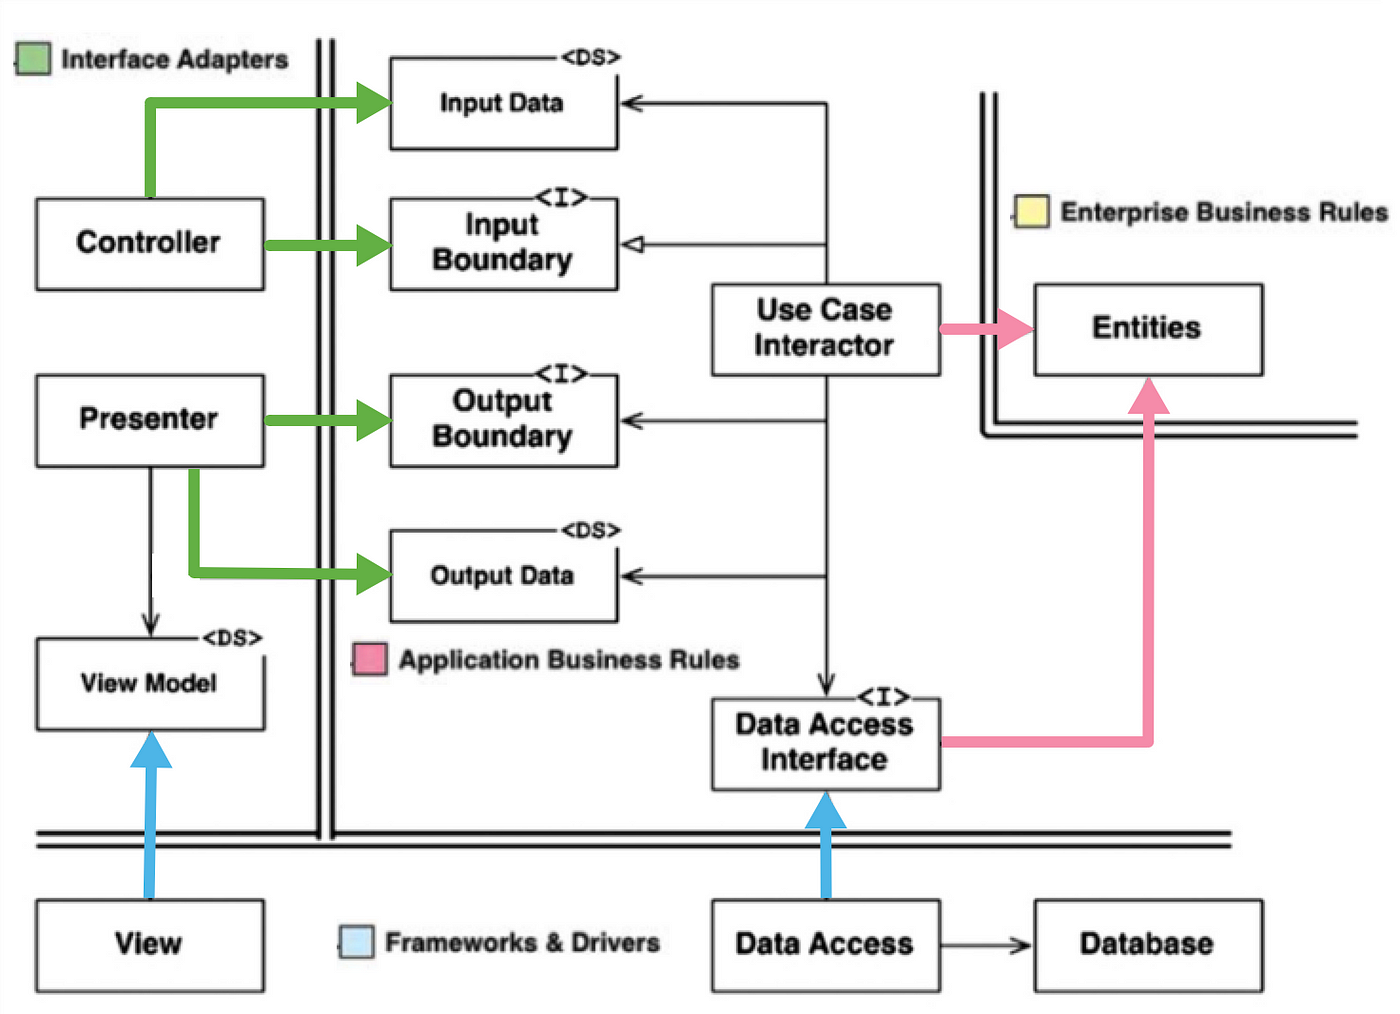 Interface Adapters
<DS>
Input Data
<I>
Controller
Input
Boundary
Enterprise Business Rules
Use Case
Interactor
Entities
<I>
Presenter
Output
Boundary
<DS>
Output Data
<DS>
View Model
Application Business Rules
<I>
Data Access
Interface
View
Frameworks & Drivers
Data Access
Database